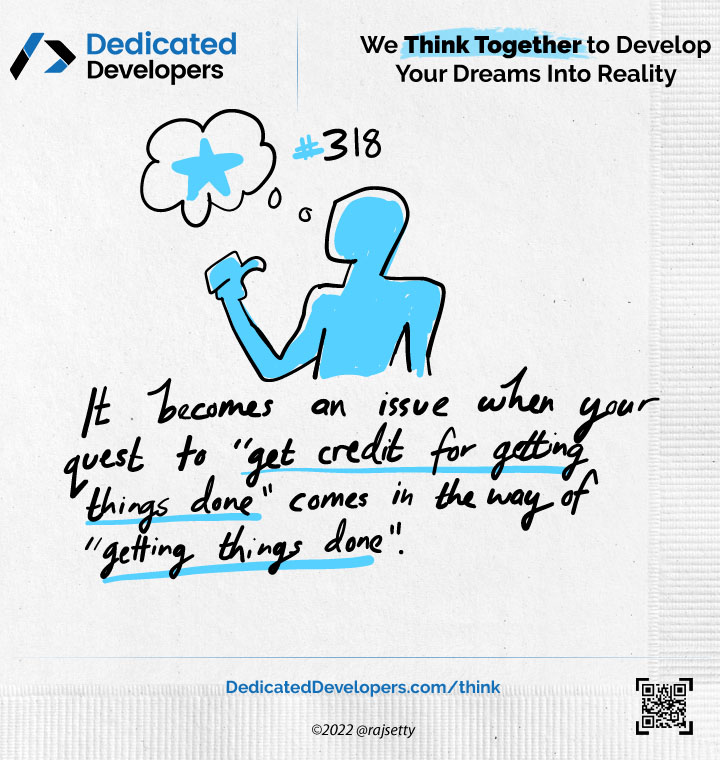 Dedicated
Developers
We Think Together to Develop
Your Dreams Into Reality
#318
It becomes an issue when your
quest to "get credit for getting
things done" comes in the way of
"getting things done".
DedicatedDevelopers.com/think
©2022 @rajsetty